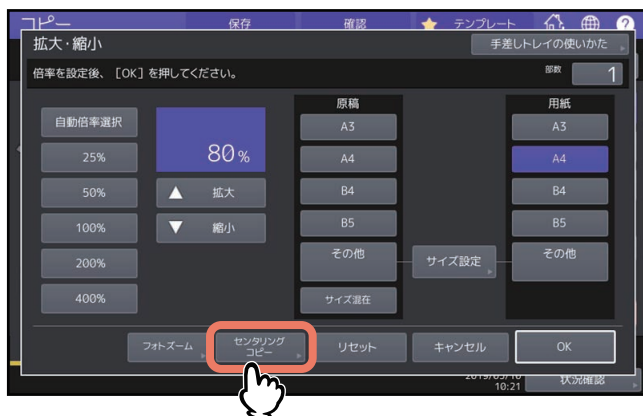 コピー 保存 確認 テンプレート ?
拡大・縮小 手差しトレイの使いかた
倍率を設定後、[OK]を押してください。 部数 1
原稿 用紙
自動倍率選択 80% A3 A3
25% A4 A4
50% 拡大 B4 B4
100% 縮小 B5 B5
200% その他 サイズ設定 その他
400% サイズ混在
フォトズーム センタリング
コピー リセット キャンセル OK
10:21 状況確認